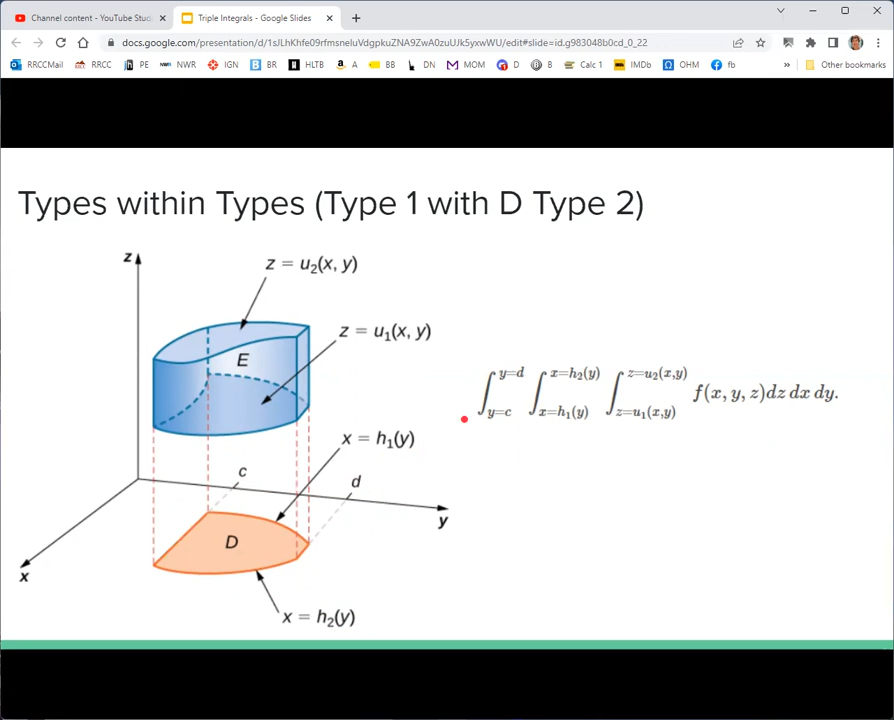 Channel content - YouTube Stud
Triple Integrals - Google Slides
docs.google.com/presentation/d/1sJLhKhfe09rfmsneluVdgpkuZNA9ZwA0zuUJk5yxwWU/edit#slide=id.g983048b0cd_0_22
RRCCMail RRCC PE NWR IGN BR HLTB A BB DN MOM D B Calc 1 IMDb OHM fb » Other bookmarks
Types within Types (Type 1 with D Type 2)
z
z = u₂(x, y)
z = u₁(x, y)
E
∫_{y=c}^{y=d} ∫_{x=h₁(y)}^{x=h₂(y)} ∫_{z=u₁(x,y)}^{z=u₂(x,y)} f(x, y, z)dz dx dy.
x = h₁(y)
c
d
y
D
x
x = h₂(y)